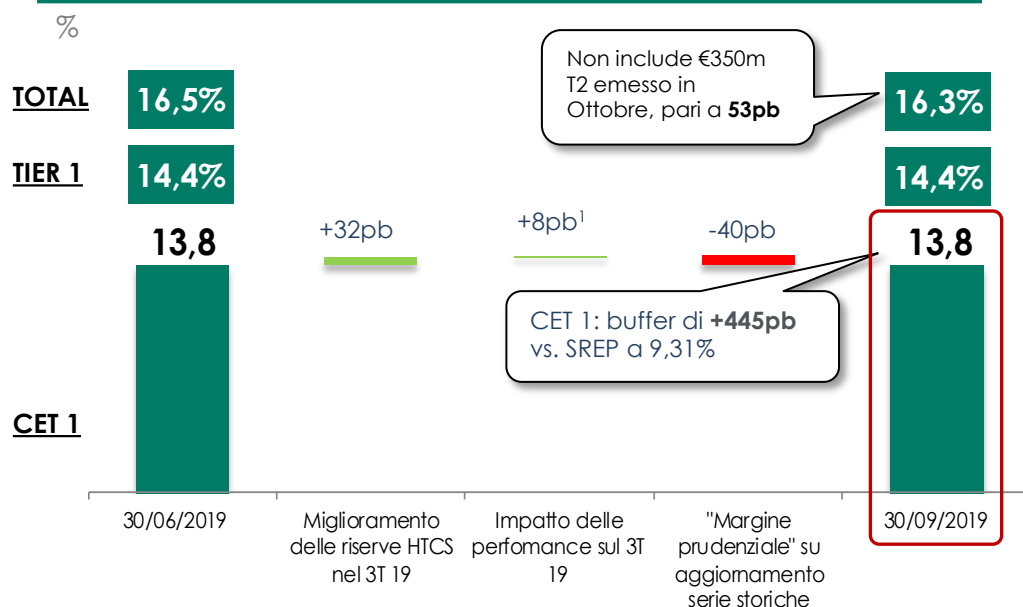 %
Non include €350m
T2 emesso in
Ottobre, pari a 53pb
TOTAL
16,5%
16,3%
TIER 1
14,4%
14,4%
13,8
+32pb
+8pb¹
-40pb
13,8
CET 1: buffer di +445pb
vs. SREP a 9,31%
CET 1
30/06/2019
Miglioramento
delle riserve HTCS
nel 3T 19
Impatto delle
perfomance sul 3T
19
"Margine
prudenziale" su
aggiornamento
serie storiche
30/09/2019